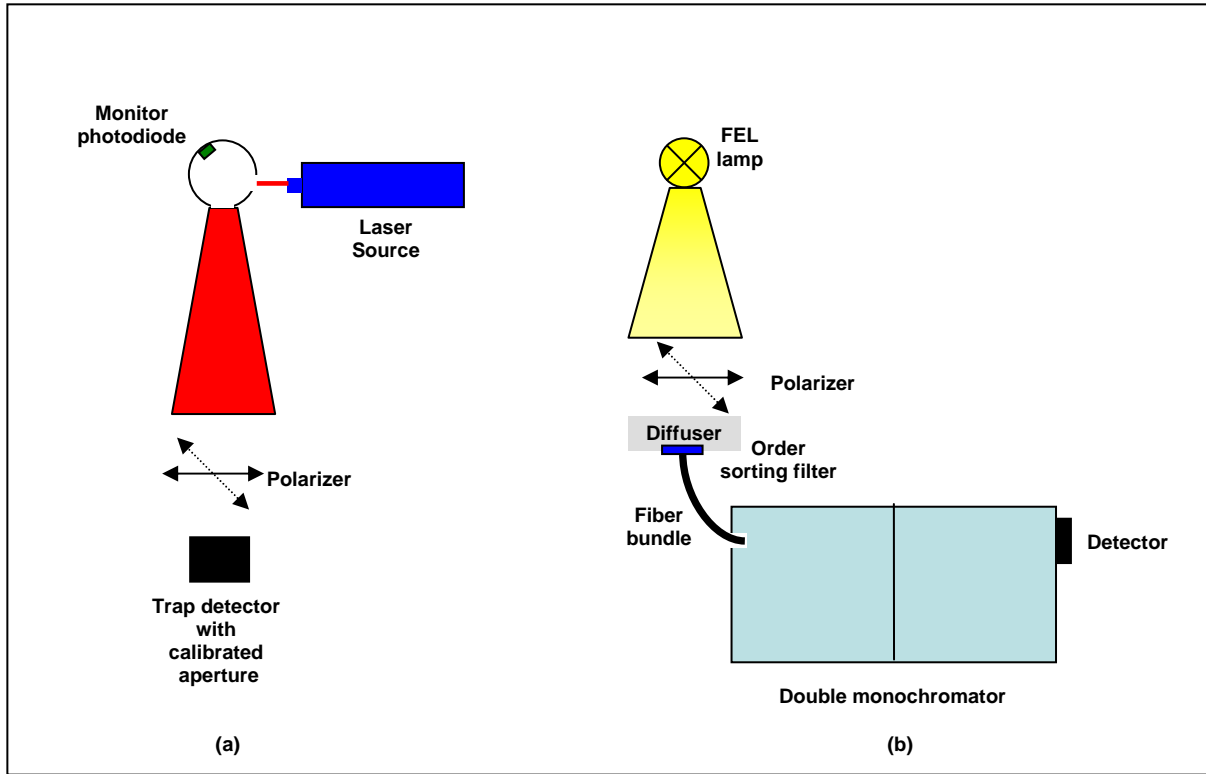 Monitor
photodiode
Laser
Source
Polarizer
Trap detector
with
calibrated
aperture
(a)
FEL
lamp
Polarizer
Diffuser
Order
sorting filter
Fiber
bundle
Detector
Double monochromator
(b)